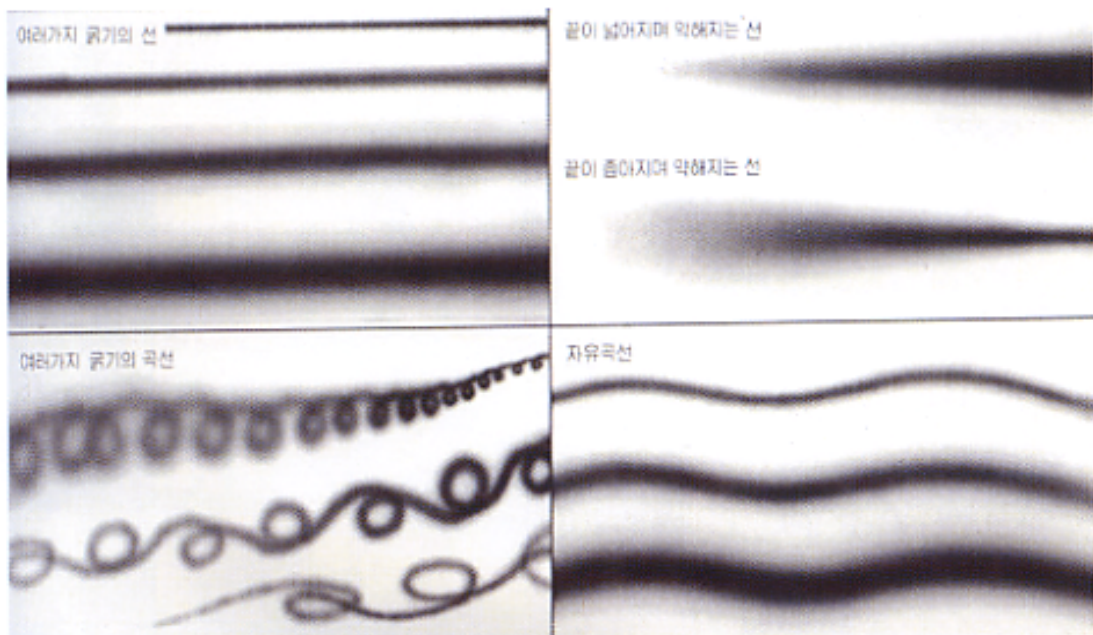 여러가지 굵기의 선
끝이 넓어지며 약해지는 선
끝이 좁아지며 약해지는 선
여러가지 굵기의 곡선
자유곡선